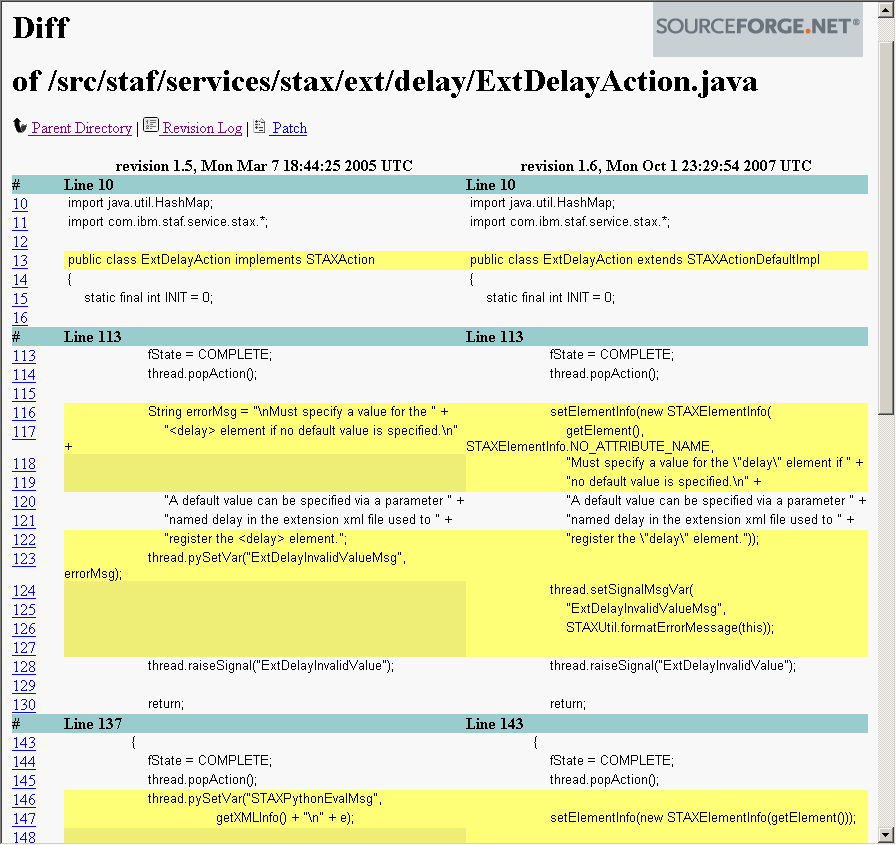 Diff
SOURCEFORGE.NET®
of /src/staf/services/stax/ext/delay/ExtDelayAction.java
Parent Directory | Revision Log | Patch
revision 1.5, Mon Mar 7 18:44:25 2005 UTC revision 1.6, Mon Oct 1 23:29:54 2007 UTC
# Line 10 Line 10
10 import java.util.HashMap; import java.util.HashMap;
11 import com.ibm.staf.service.stax.*; import com.ibm.staf.service.stax.*;
12
13 public class ExtDelayAction implements STAXAction public class ExtDelayAction extends STAXActionDefaultImpl
14 { {
15 static final int INIT = 0; static final int INIT = 0;
16
# Line 113 Line 113
113 fState = COMPLETE; fState = COMPLETE;
114 thread.popAction(); thread.popAction();
115
116 String errorMsg = "\nMust specify a value for the " + setElementInfo(new STAXElementInfo(
117 "<delay> element if no default value is specified.\n" getElement(),
+ STAXElementInfo.NO_ATTRIBUTE_NAME,
118 "Must specify a value for the \"delay\" element if " +
119 "no default value is specified.\n" +
120 "A default value can be specified via a parameter " + "A default value can be specified via a parameter " +
121 "named delay in the extension xml file used to " + "named delay in the extension xml file used to " +
122 "register the <delay> element."; "register the \"delay\" element."));
123 thread.pySetVar("ExtDelayInvalidValueMsg",
errorMsg);
124 thread.setSignalMsgVar(
125 "ExtDelayInvalidValueMsg",
126 STAXUtil.formatErrorMessage(this));
127
128 thread.raiseSignal("ExtDelayInvalidValue"); thread.raiseSignal("ExtDelayInvalidValue");
129
130 return; return;
# Line 137 Line 143
143 { {
144 fState = COMPLETE; fState = COMPLETE;
145 thread.popAction(); thread.popAction();
146 thread.pySetVar("STAXPythonEvalMsg",
147 getXMLInfo() + "\n" + e); setElementInfo(new STAXElementInfo(getElement()));
148